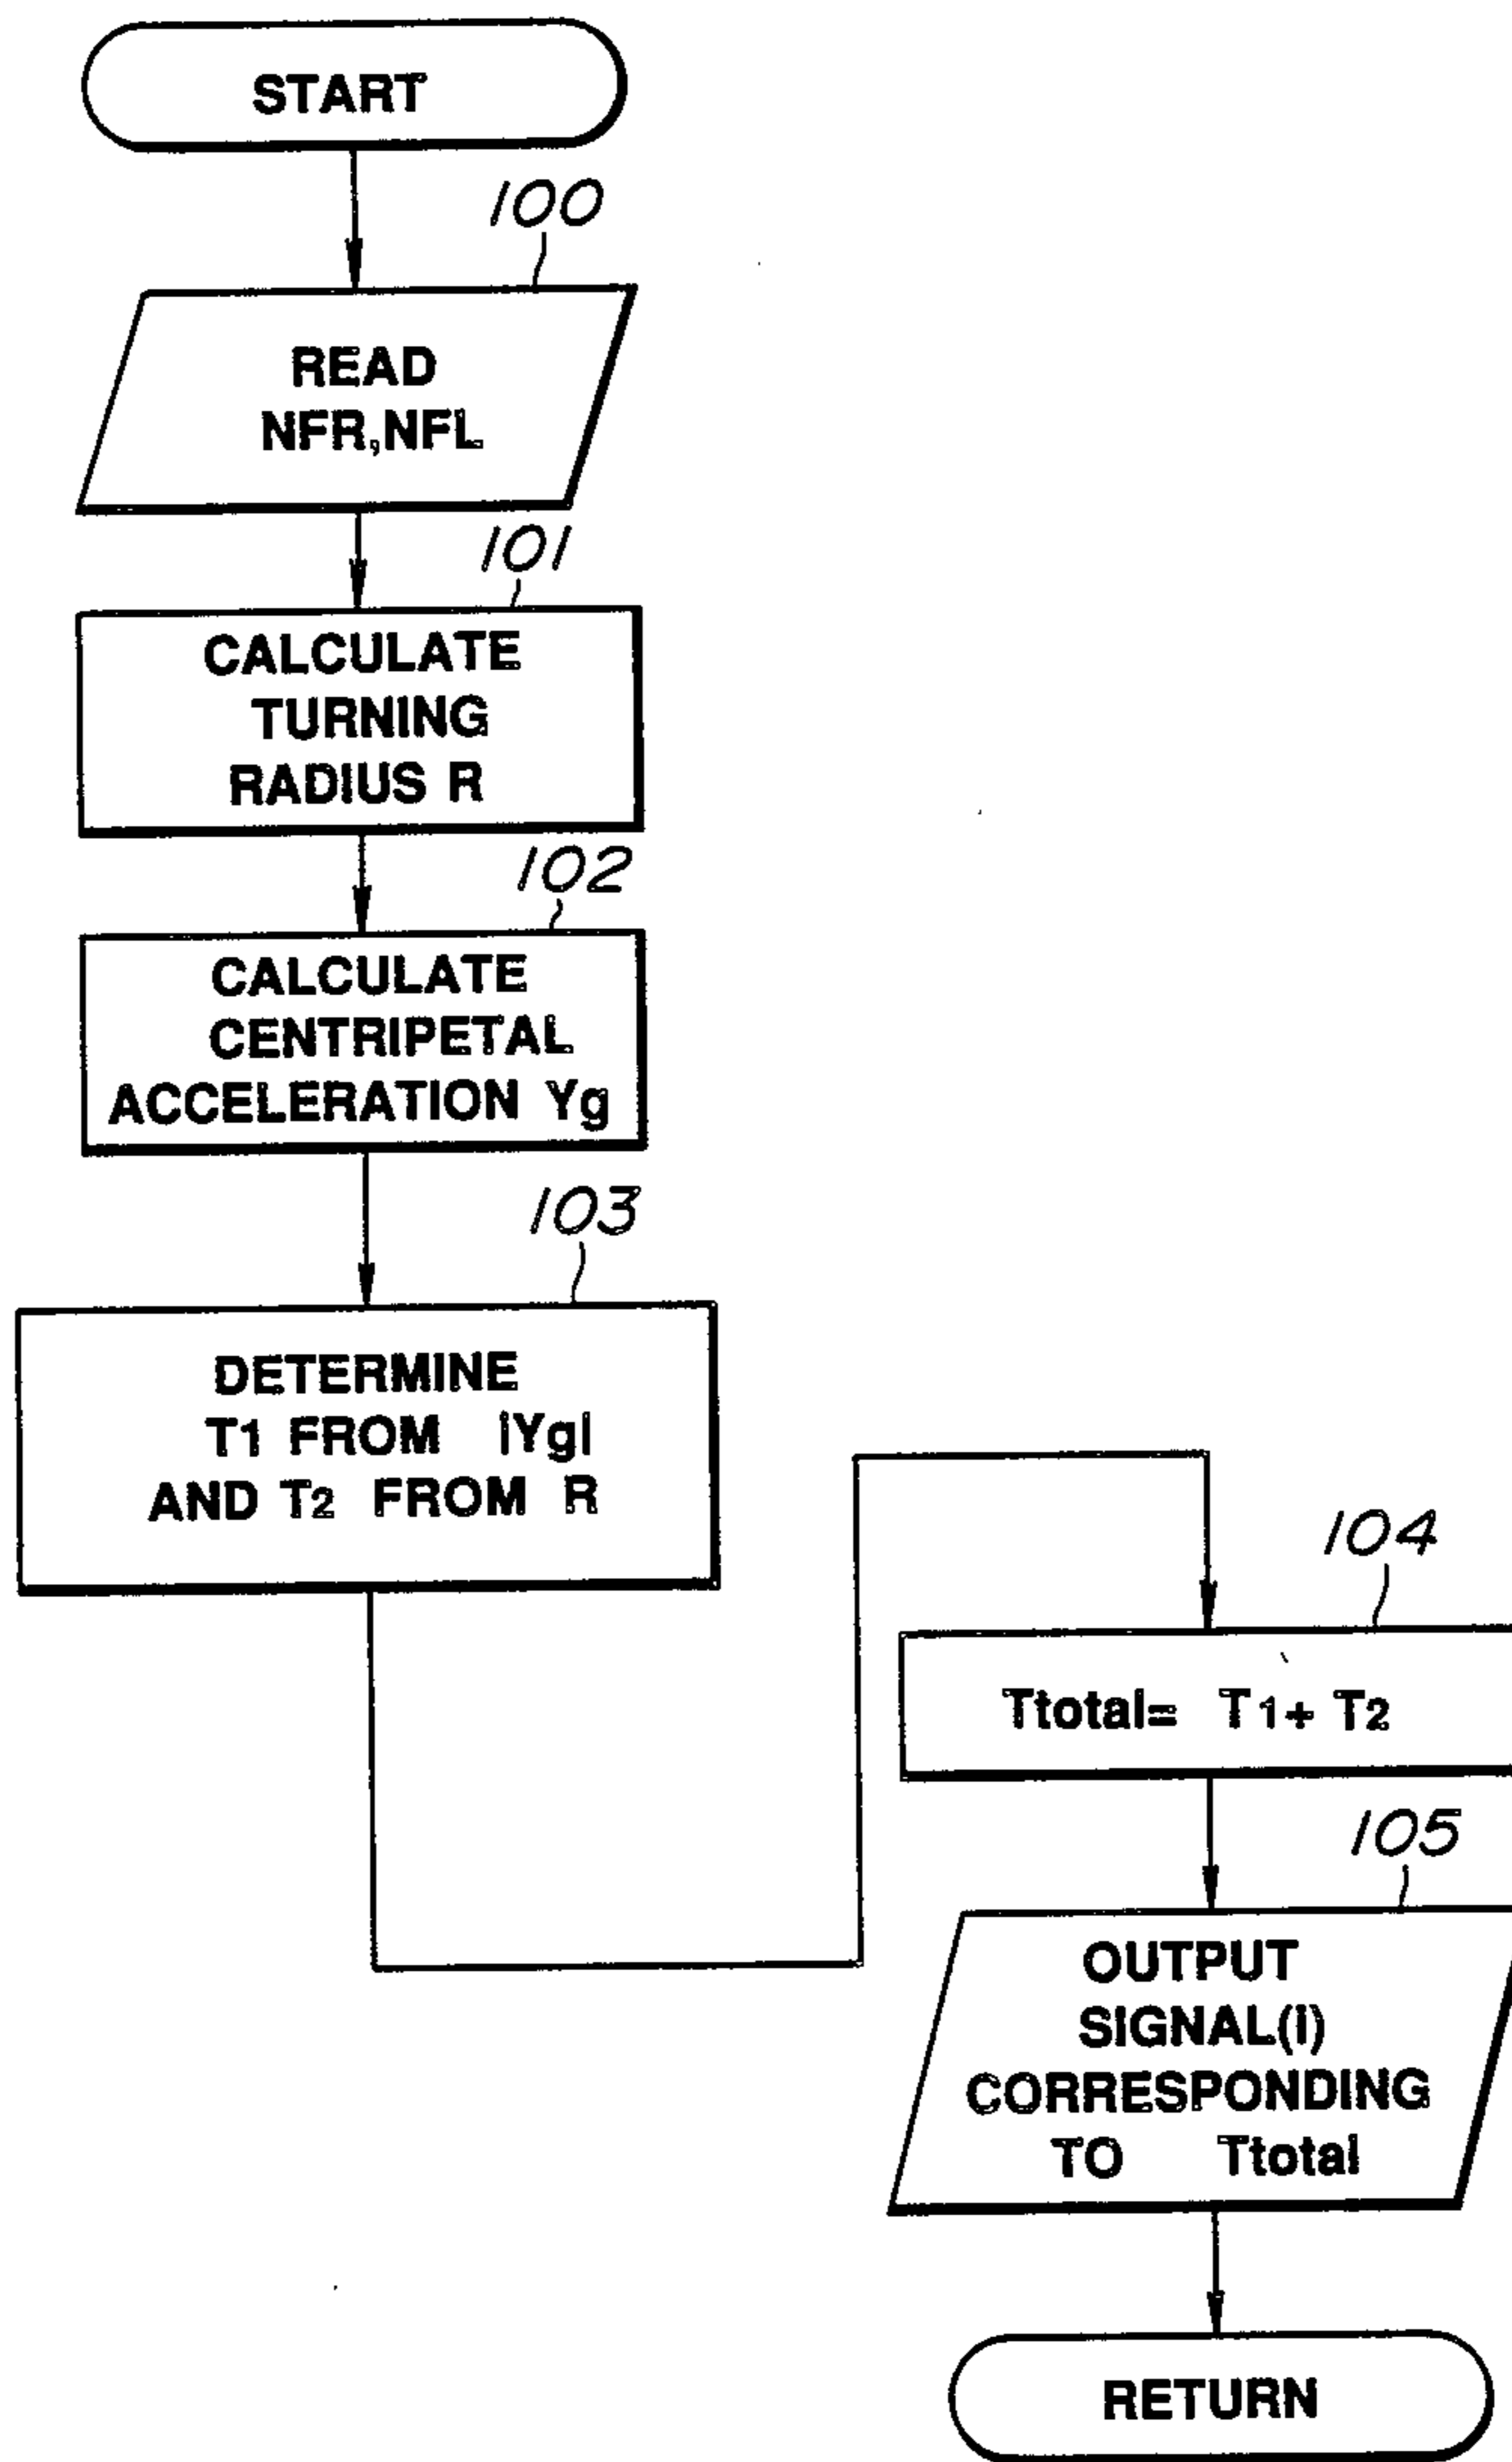 START
100
READ
NFR,NFL
101
CALCULATE
TURNING
RADIUS R
102
CALCULATE
CENTRIPETAL
ACCELERATION Yg
103
DETERMINE
T1 FROM |Yg|
AND T2 FROM R
104
Ttotal= T1+ T2
105
OUTPUT
SIGNAL(i)
CORRESPONDING
TO Ttotal
RETURN